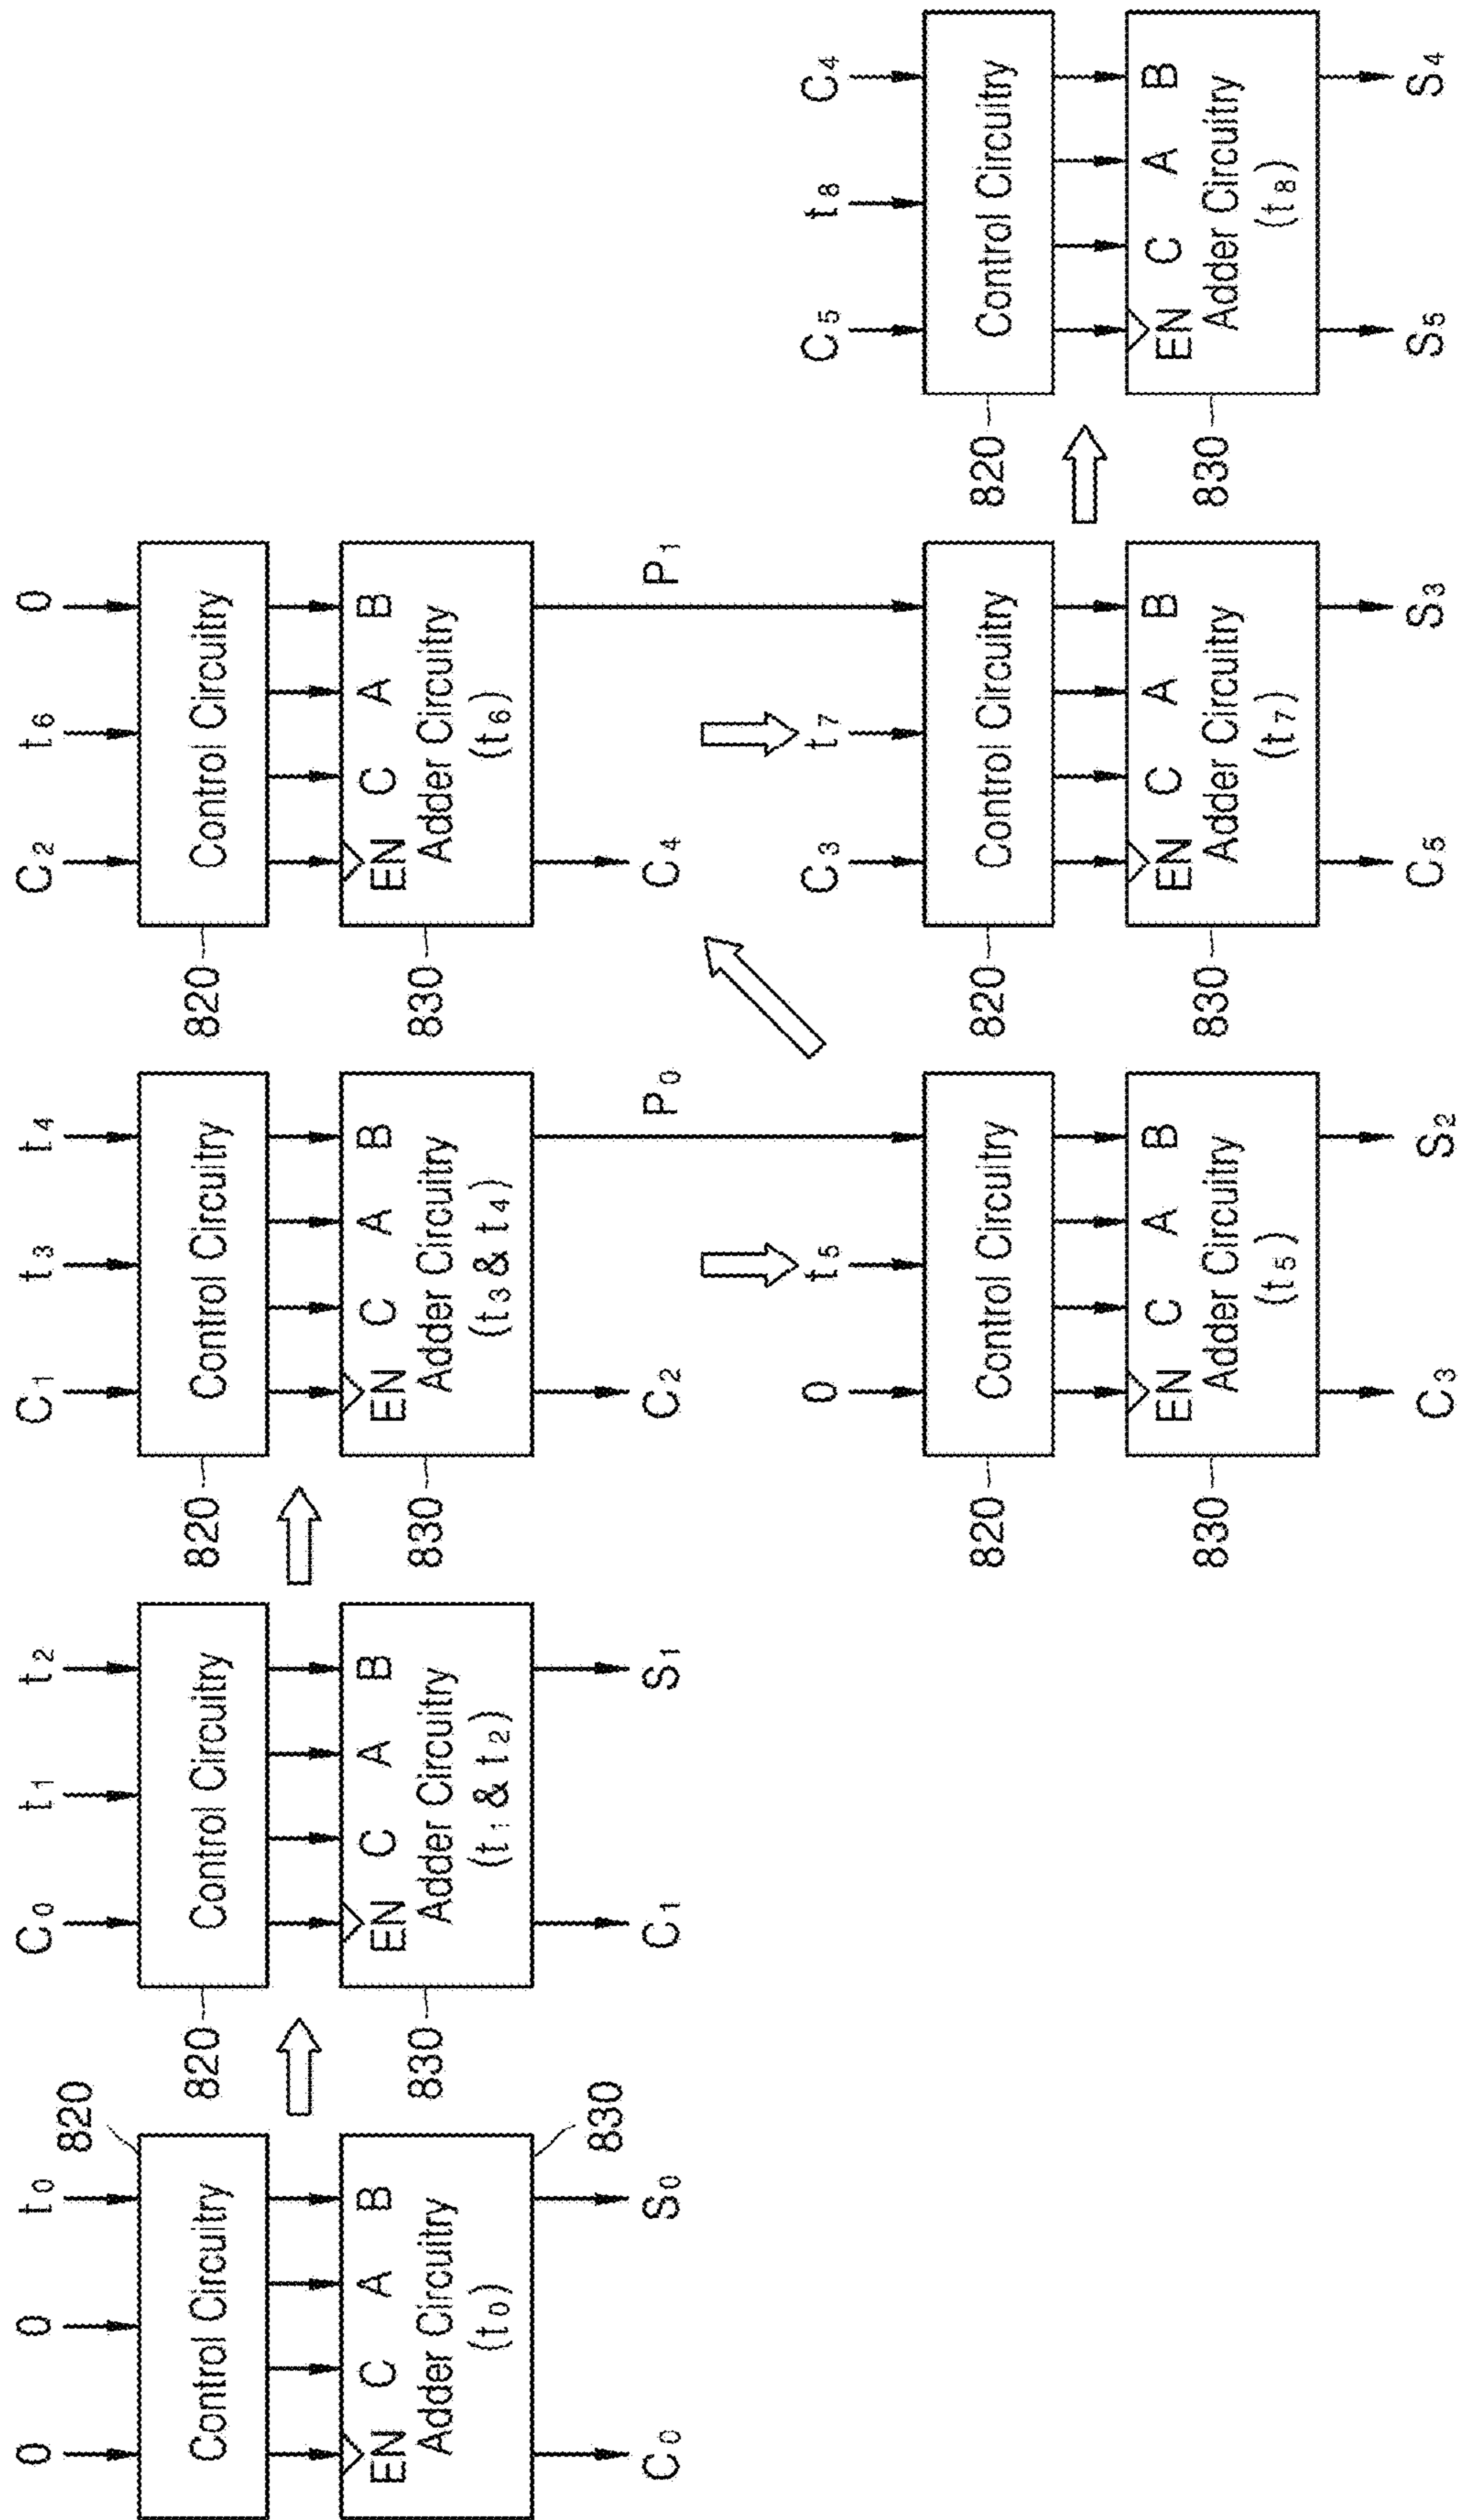 0 0 t₀
820
Control Circuitry
EN C A B
Adder Circuitry
(t₀)
830
C₀ S₀
C₀ t₁ t₂
820
Control Circuitry
830
EN C A B
Adder Circuitry
(t₁ & t₂)
C₁ S₁
C₁ t₃ t₄
820
Control Circuitry
830
EN C A B
Adder Circuitry
(t₃ & t₄)
C₂ P₀
0 t₅
820
Control Circuitry
830
EN C A B
Adder Circuitry
(t₅)
C₃ S₂
C₂ t₆ 0
820
Control Circuitry
830
EN C A B
Adder Circuitry
(t₆)
C₄ P₁
C₃ t₇
820
Control Circuitry
830
EN C A B
Adder Circuitry
(t₇)
C₅ S₃
C₅ t₈ C₄
820
Control Circuitry
830
EN C A B
Adder Circuitry
(t₈)
S₅ S₄